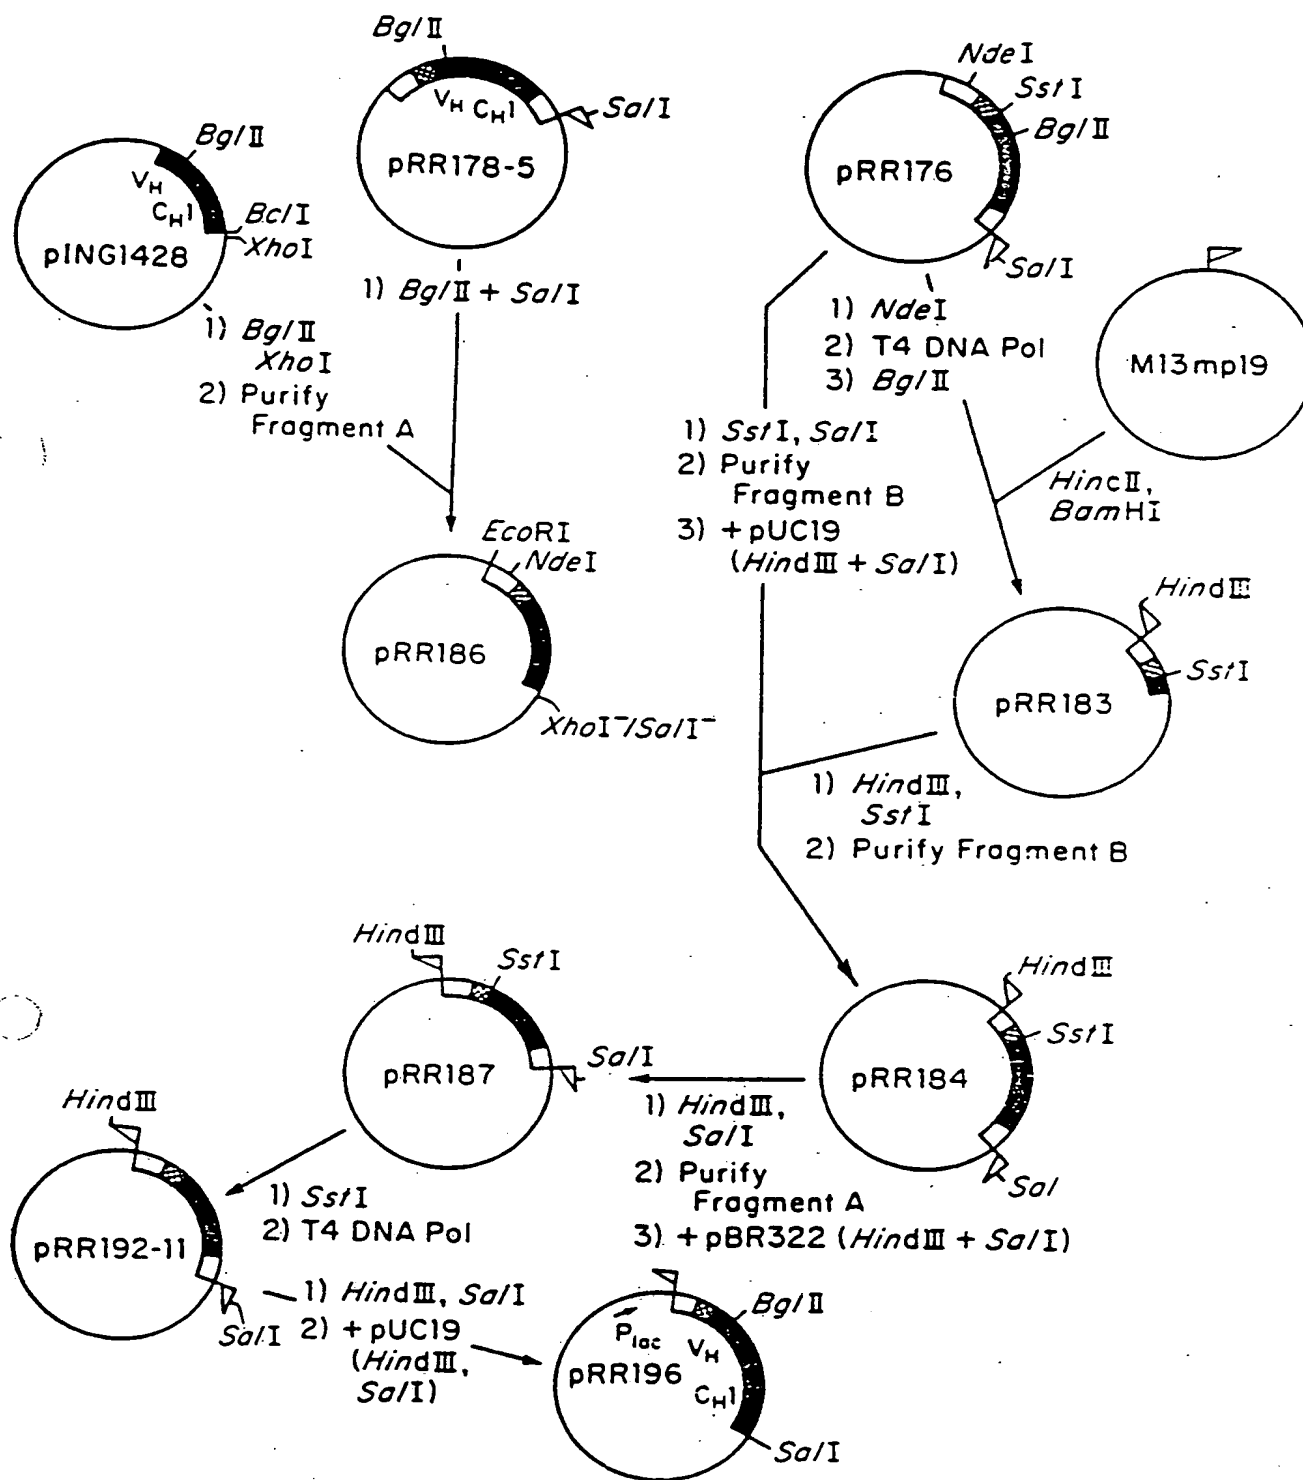 BglII
VH CH1
SalI
pRR178-5
BglII
VH
CH1
BclI
XhoI
pING1428
NdeI
SstI
BglII
pRR176
SalI
M13mp19
1) BglII + SalI
1) BglII
XhoI
2) Purify
Fragment A
1) NdeI
2) T4 DNA Pol
3) BglII
1) SstI, SalI
2) Purify
Fragment B
3) +pUC19
(HindIII + SalI)
HincII,
BamHI
EcoRI
NdeI
pRR186
XhoI⁻/SalI⁻
HindIII
SstI
pRR183
1) HindIII,
SstI
2) Purify Fragment B
HindIII
SstI
pRR187
SalI
HindIII
SstI
pRR184
Sal
1) HindIII,
SalI
2) Purify
Fragment A
3) +pBR322 (HindIII + SalI)
HindIII
1) SstI
2) T4 DNA Pol
pRR192-11
SalI
1) HindIII, SalI
2) +pUC19
(HindIII,
SalI)
BglII
Plac
VH
pRR196
CH1
SalI